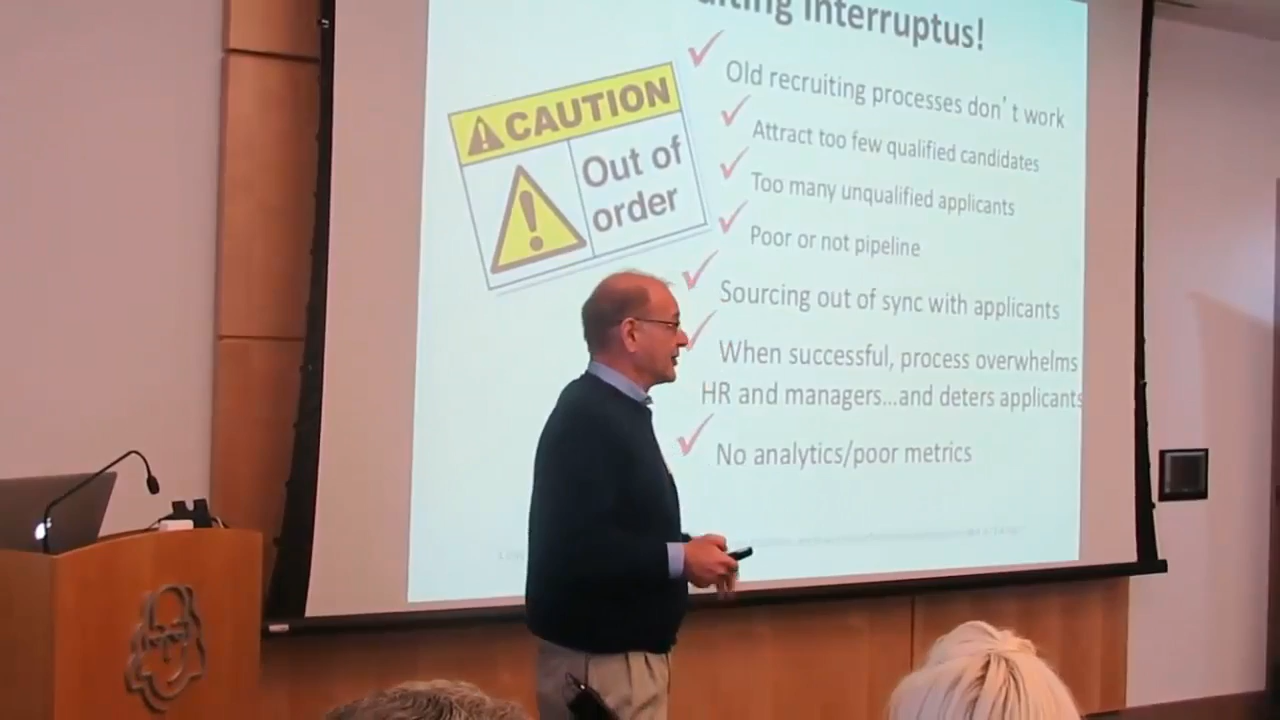 interruptus!
CAUTION
Out of
order
Old recruiting processes don't work
Attract too few qualified candidates
Too many unqualified applicants
Poor or not pipeline
Sourcing out of sync with applicants
When successful, process overwhelms
HR and managers...and deters applicants
No analytics/poor metrics